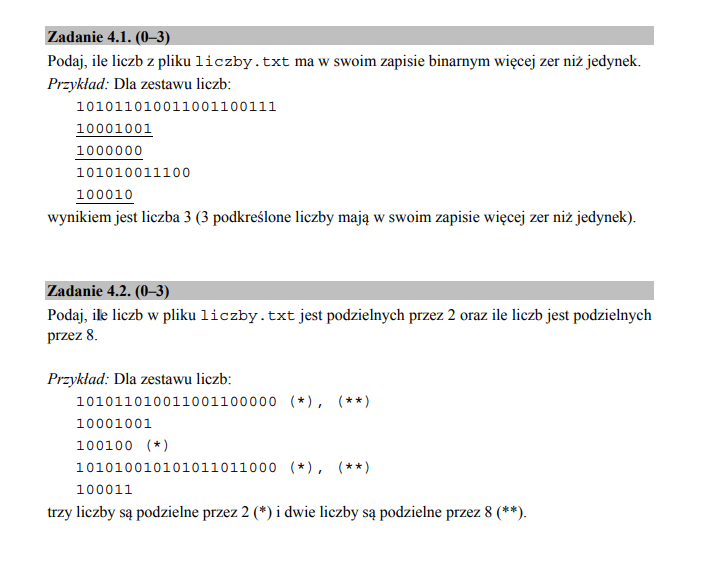 Zadanie 4.1. (0–3)
Podaj, ile liczb z pliku liczby.txt ma w swoim zapisie binarnym więcej zer niż jedynek.
Przykład: Dla zestawu liczb:
101011010011001100111
10001001
1000000
101010011100
100010
wynikiem jest liczba 3 (3 podkreślone liczby mają w swoim zapisie więcej zer niż jedynek).
Zadanie 4.2. (0–3)
Podaj, ile liczb w pliku liczby.txt jest podzielnych przez 2 oraz ile liczb jest podzielnych
przez 8.
Przykład: Dla zestawu liczb:
101011010011001100000 (*), (**)
10001001
100100 (*)
101010010101011011000 (*), (**)
100011
trzy liczby są podzielne przez 2 (*) i dwie liczby są podzielne przez 8 (**).